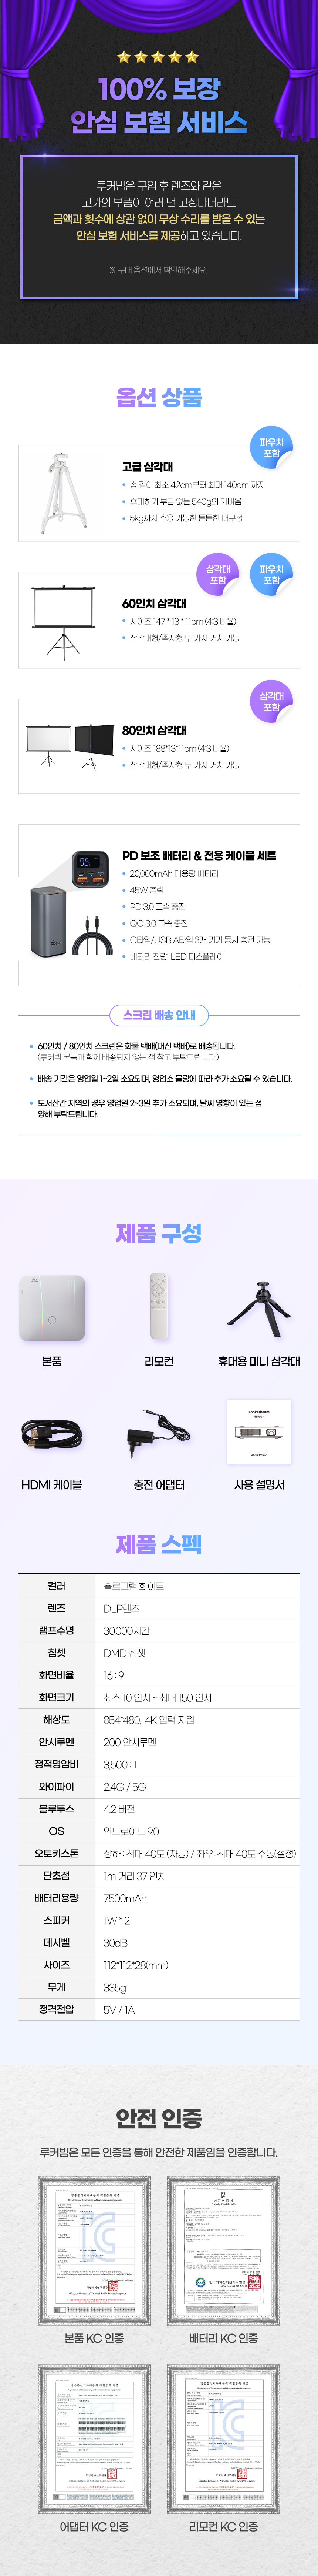 100% 보장
안심 보험 서비스
루커빔은 구입 후 렌즈와 같은
고가의 부품이 여러 번 고장나더라도
금액과 횟수에 상관 없이 무상 수리를 받을 수 있는
안심 보험 서비스를 제공하고 있습니다.
※ 구매 옵션에서 확인해주세요.
옵션 상품
파우치
포함
고급 삼각대
총 길이 최소 42cm부터 최대 140cm 까지
휴대하기 부담 없는 540g의 가벼움
5kg까지 수용 가능한 튼튼한 내구성
삼각대
포함
파우치
포함
60인치 삼각대
사이즈 147 * 13 * 11cm (4:3 비율)
삼각대형/족자형 두 가지 거치 가능
삼각대
포함
80인치 삼각대
사이즈 188*13*11cm (4:3 비율)
삼각대형/족자형 두 가지 거치 가능
PD 보조 배터리 & 전용 케이블 세트
20,000mAh 대용량 배터리
45W 출력
PD 3.0 고속 충전
QC 3.0 고속 충전
C타입/USB A타입 3개 기기 동시 충전 가능
배터리 잔량 LED 디스플레이
스크린 배송 안내
60인치 / 80인치 스크린은 화물 택배(대신 택배)로 배송됩니다.
(루커빔 본품과 함께 배송되지 않는 점 참고 부탁드립니다.)
배송 기간은 영업일 1~2일 소요되며, 영업소 물량에 따라 추가 소요될 수 있습니다.
도서산간 지역의 경우 영업일 2~3일 추가 소요되며, 날씨 영향이 있는 점
양해 부탁드립니다.
제품 구성
본품
리모컨
휴대용 미니 삼각대
Lookerbeam
HDMI 케이블
충전 어댑터
사용 설명서
제품 스펙
컬러 홀로그램 화이트
렌즈 DLP렌즈
램프수명 30,000시간
칩셋 DMD 칩셋
화면비율 16 : 9
화면크기 최소 10 인치 ~ 최대 150 인치
해상도 854*480, 4K 입력 지원
안시루멘 200 안시루멘
정적명암비 3,500 : 1
와이파이 2.4G / 5G
블루투스 4.2 버전
OS 안드로이드 9.0
오토키스톤 상하 : 최대 40도 (자동) / 좌우: 최대 40도 수동(설정)
단초점 1m 거리 37 인치
배터리용량 7500mAh
스피커 1W * 2
데시벨 30dB
사이즈 112*112*28(mm)
무게 335g
정격전압 5V / 1A
안전 인증
루커빔은 모든 인증을 통해 안전한 제품임을 인증합니다.
본품 KC 인증
배터리 KC 인증
어댑터 KC 인증
리모컨 KC 인증